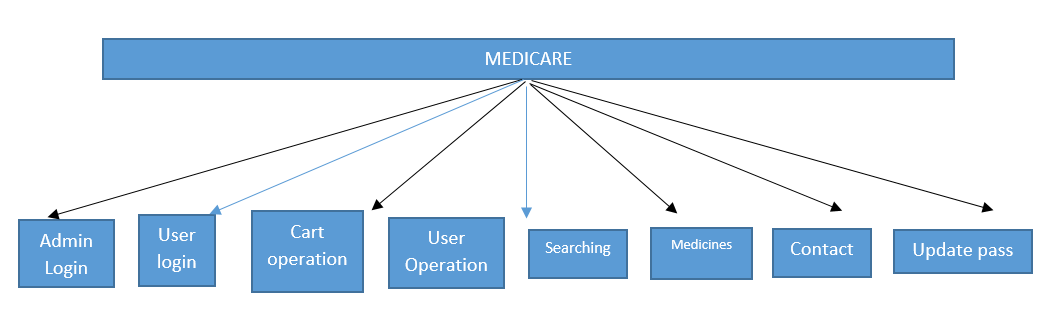 MEDICARE
Admin
Login
User
login
Cart
operation
User
Operation
Searching
Medicines
Contact
Update pass